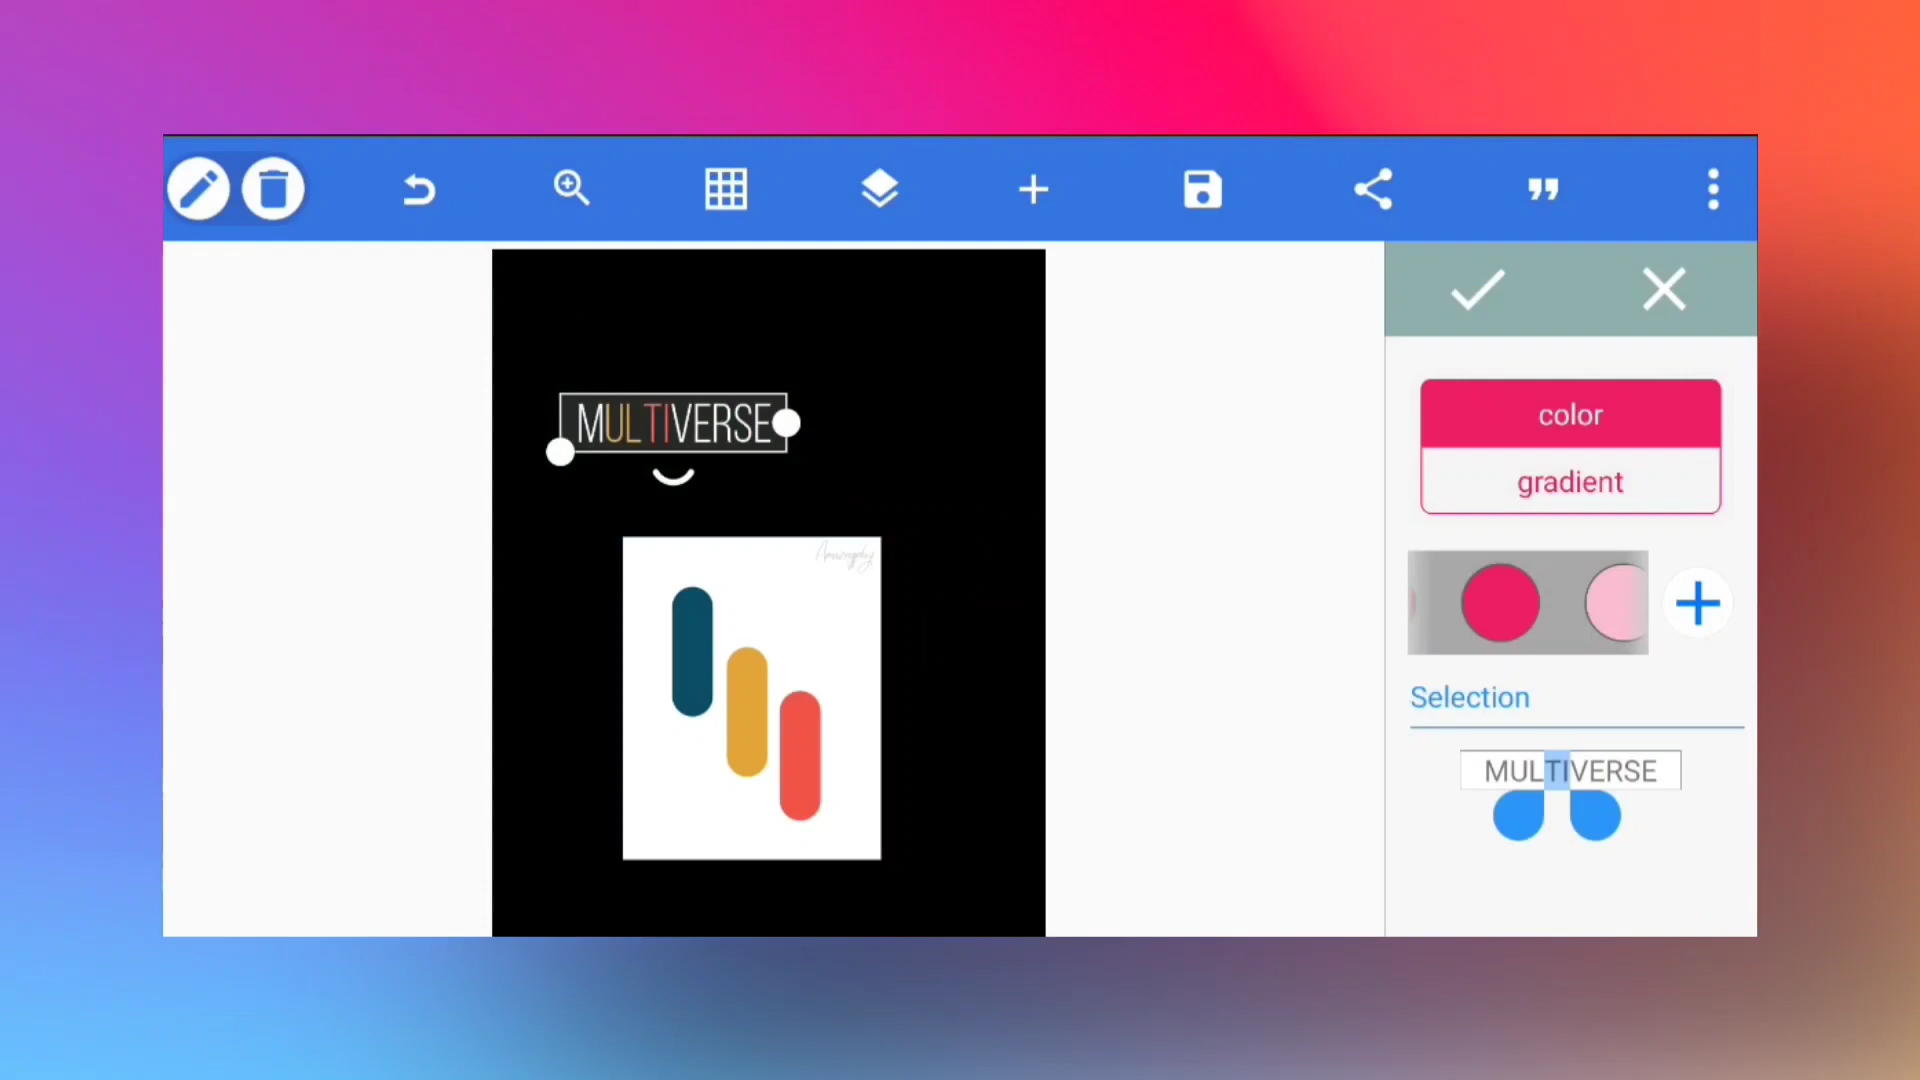 MULTIVERSE
color
gradient
Selection
MULTIVERSE